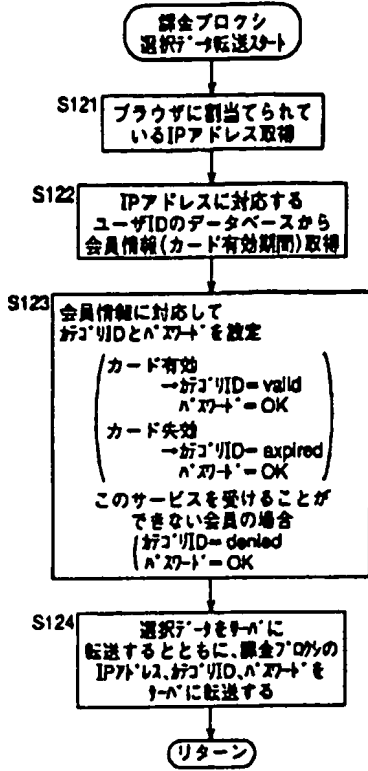 課金プロクシ
選択データ転送スタート
S121
ブラウザに割当てられて
いるIPアドレス取得
S122
IPアドレスに対応する
ユーザIDのデータベースから
会員情報(カード有効期間)取得
S123
会員情報に対応して
カテゴリIDとパスワードを設定
カード有効
→カテゴリID=valid
パスワード=OK
カード失効
→カテゴリID=axpired
パスワード=OK
このサービスを受けることが
できない会員の場合
カテゴリID=denied
パスワード=OK
S124
選択データをサーバに
転送するとともに、課金プロクシの
IPアドレス、カテゴリID、パスワードを
サーバに転送する
リターン